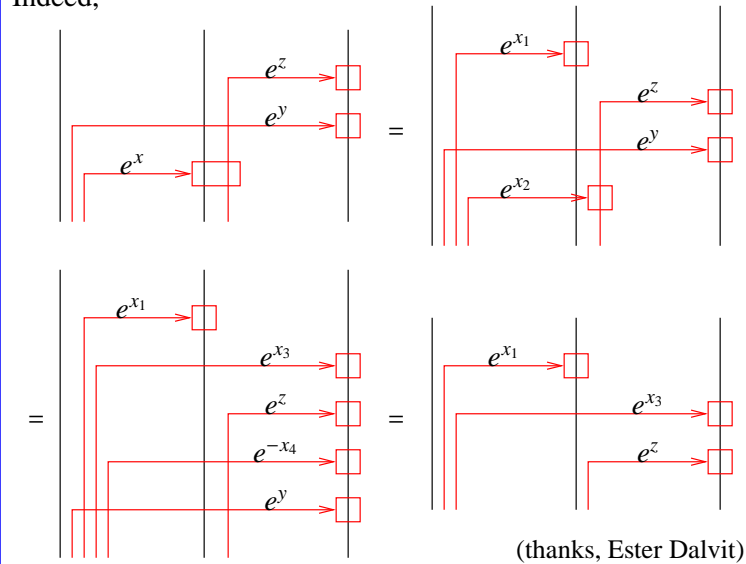 Indeed,
e^{x_1}
e^z
e^z
e^y
=
e^y
e^x
e^{x_2}
e^{x_1}
e^{x_3}
e^{x_1}
e^{x_3}
=
e^z
=
e^{-x_4}
e^z
e^y
(thanks, Ester Dalvit)